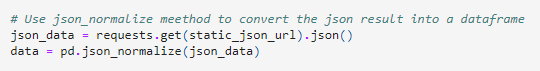 # Use json_normalize meethod to convert the json result into a dataframe
json_data = requests.get(static_json_url).json()
data = pd.json_normalize(json_data)